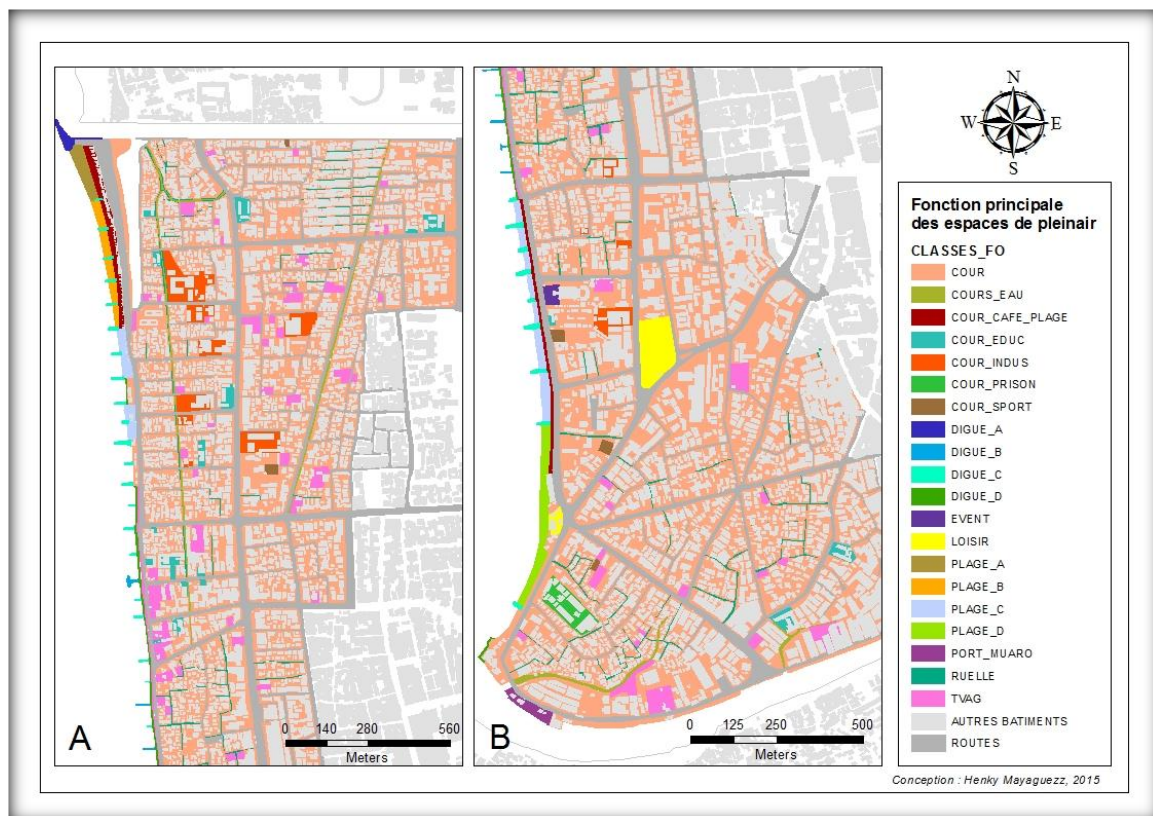 N
W
E
S
Fonction principale
des espaces de pleinair
CLASSES_FO
COUR
COURS_EAU
COUR_CAFE_PLAGE
COUR_EDUC
COUR_INDUS
COUR_PRISON
COUR_SPORT
DIGUE_A
DIGUE_B
DIGUE_C
DIGUE_D
EVENT
LOISIR
PLAGE_A
PLAGE_B
PLAGE_C
PLAGE_D
PORT_MUARO
RUELLE
TVAG
AUTRES BATIMENTS
ROUTES
A
0 140 280 560
Meters
B
0 125 250 500
Meters
Conception : Henky Mayaguezz, 2015